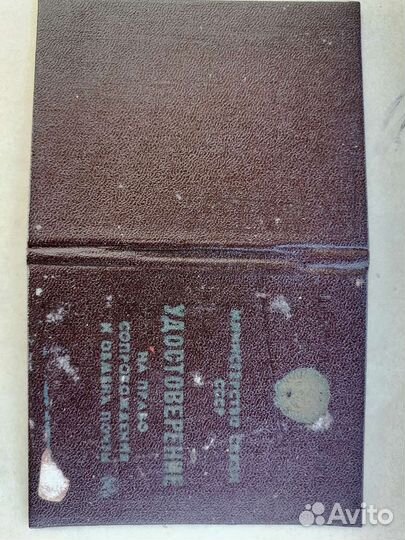 МИНИСТЕРСТВО СВЯЗИ
СССР
УДОСТОВЕРЕНИЕ
НА ПРАВО
СОПРОВОЖДЕНИЯ
И ОБМЕНА ПОЧТЫ №
Avito